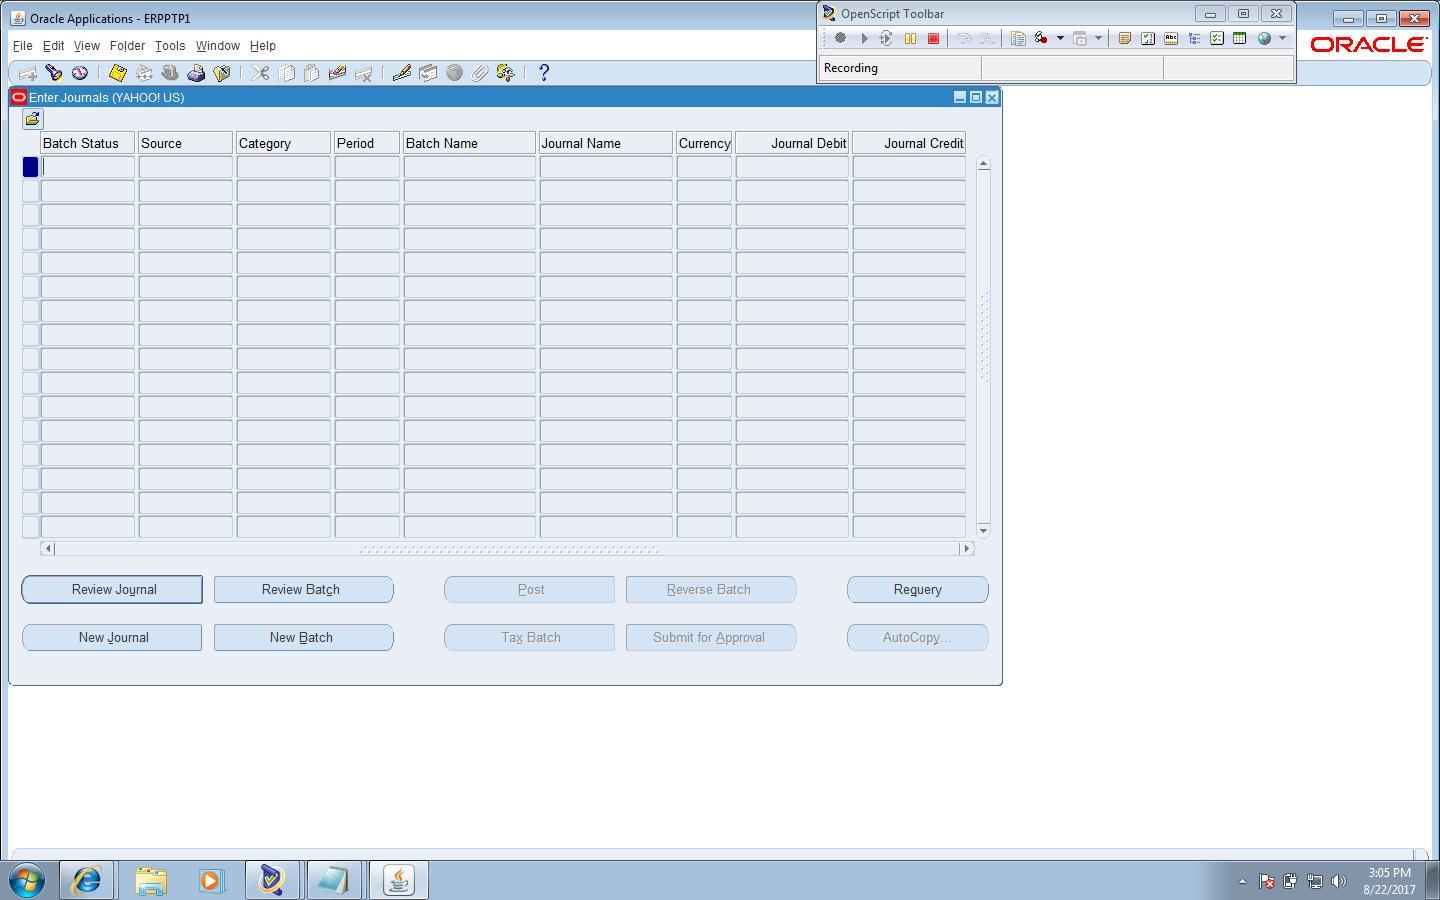 Oracle Applications - ERPPTP1
OpenScript Toolbar
File Edit View Folder Tools Window Help
ORACLE
Recording
Enter Journals (YAHOO! US)
Batch Status Source Category Period Batch Name Journal Name Currency Journal Debit Journal Credit
Review Journal Review Batch Post Reverse Batch Requery
New Journal New Batch Tax Batch Submit for Approval AutoCopy...
3:05 PM
8/22/2017